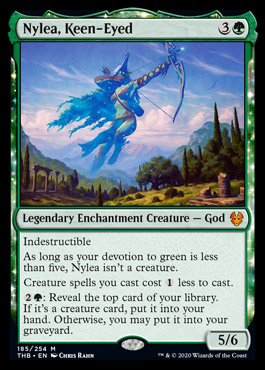 Nylea, Keen-Eyed 3
Legendary Enchantment Creature — God
Indestructible
As long as your devotion to green is less
than five, Nylea isn't a creature.
Creature spells you cast cost 1 less to cast.
2 : Reveal the top card of your library.
If it's a creature card, put it into your
hand. Otherwise, you may put it into your
graveyard.
5/6
185/254 M
THB • EN Chris Rahn
™ & © 2020 Wizards of the Coast